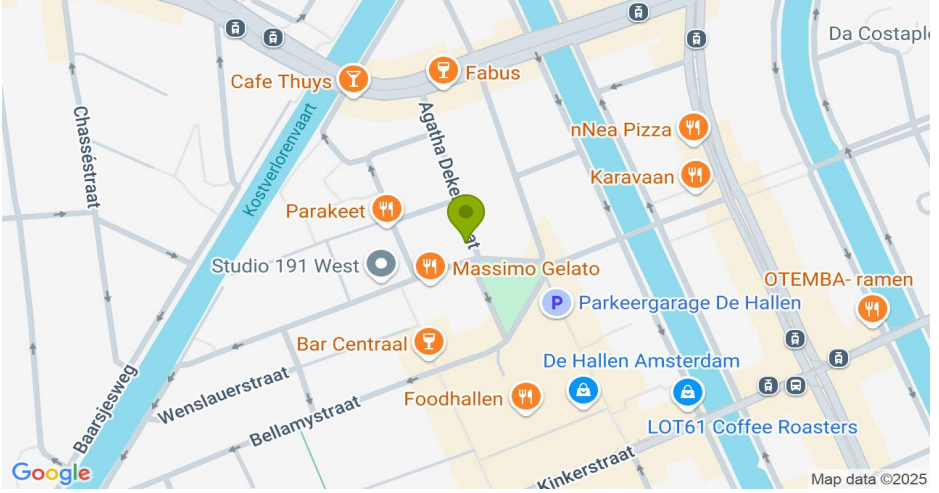 Da Costaple
Cafe Thuys
Fabus
Chasséstraat
Kostverlorenvaart
Agatha Deke
at
nNea Pizza
Karavaan
Parakeet
Studio 191 West
Massimo Gelato
OTEMBA- ramen
P
Parkeergarage De Hallen
Bar Centraal
De Hallen Amsterdam
Baarsjesweg
Wenslauerstraat
Foodhallen
Bellamystraat
LOT61 Coffee Roasters
Kinkerstraat
Google
Map data ©2025